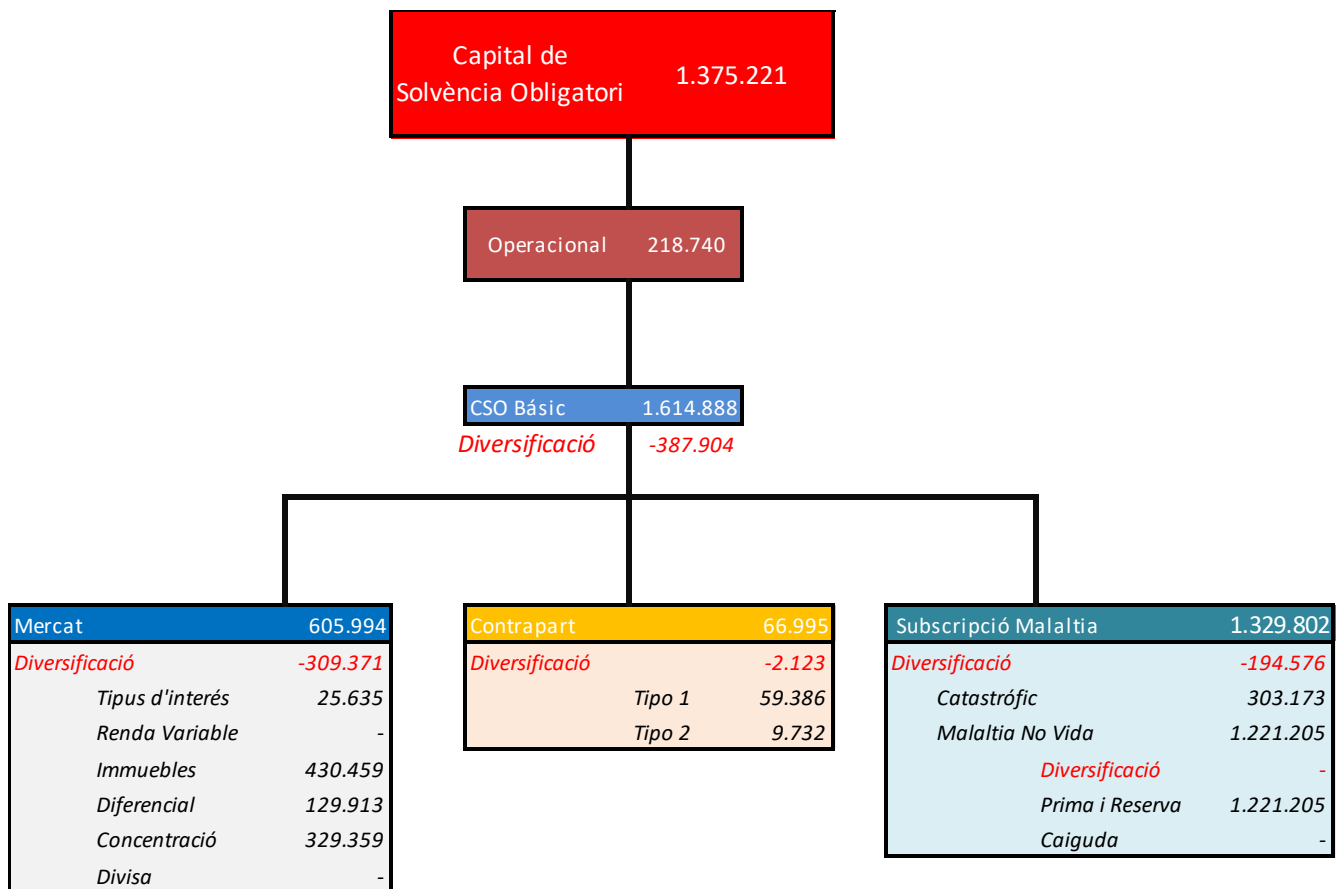 Capital de
Solvència Obligatori 1.375.221
Operacional 218.740
CSO Básic 1.614.888
Diversificació -387.904
Mercat 605.994
Diversificació -309.371
Tipus d'interés 25.635
Renda Variable -
Immuebles 430.459
Diferencial 129.913
Concentració 329.359
Divisa -
Contrapart 66.995
Diversificació -2.123
Tipo 1 59.386
Tipo 2 9.732
Subscripció Malaltia 1.329.802
Diversificació -194.576
Catastrófic 303.173
Malaltia No Vida 1.221.205
Diversificació -
Prima i Reserva 1.221.205
Caiguda -